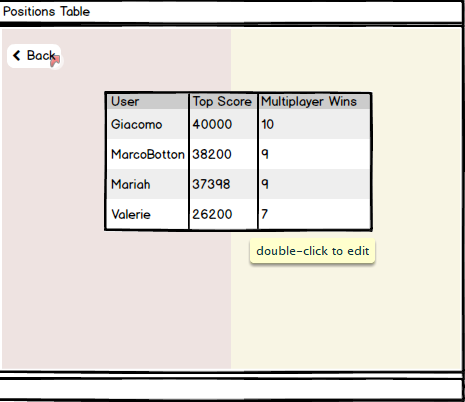 Positions Table
Back
User Top Score Multiplayer Wins
Giacomo 40000 10
MarcoBotton 38200 9
Mariah 37398 9
Valerie 26200 7
double-click to edit